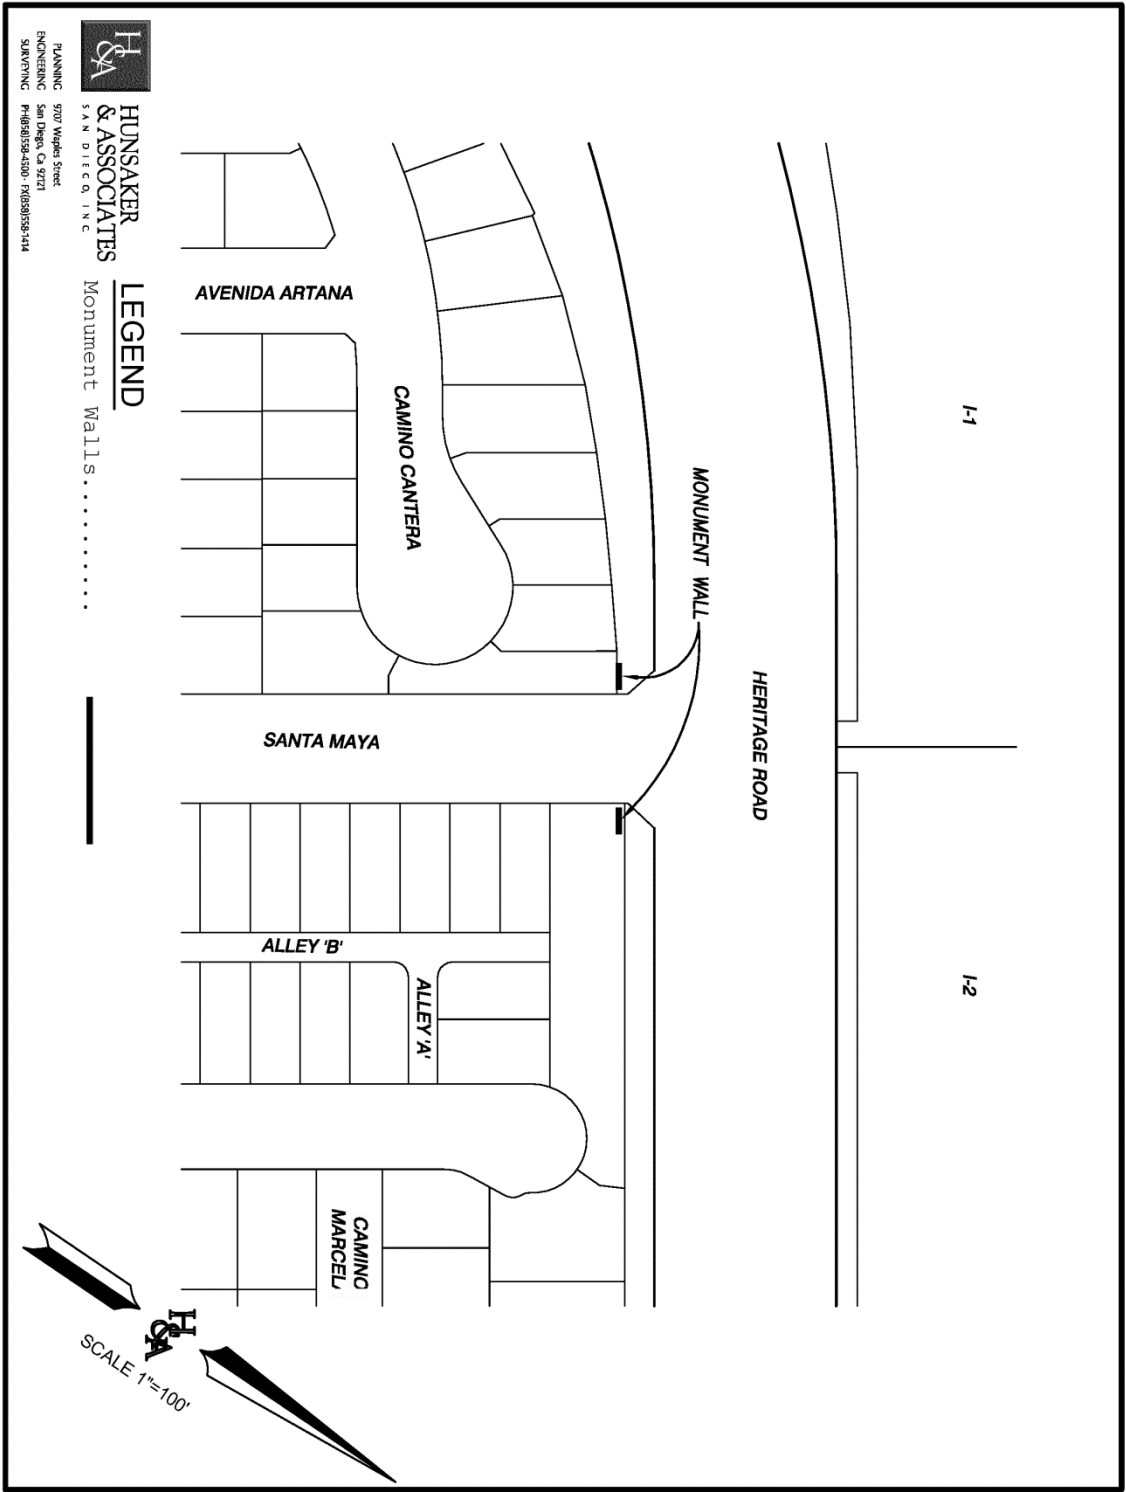 I-1
I-2
HERITAGE ROAD
MONUMENT WALL
CAMINO CANTERA
AVENIDA ARTANA
SANTA MAYA
ALLEY 'A'
ALLEY 'B'
CAMINO
MARCEL
LEGEND
Monument Walls.........
H&A
HUNSAKER
& ASSOCIATES
SAN DIEGO, INC.
PLANNING 9707 Waples Street
ENGINEERING San Diego, Ca 92121
SURVEYING PH(858)558-4500 · FX(858)558-1414
H&A
SCALE 1"=100'